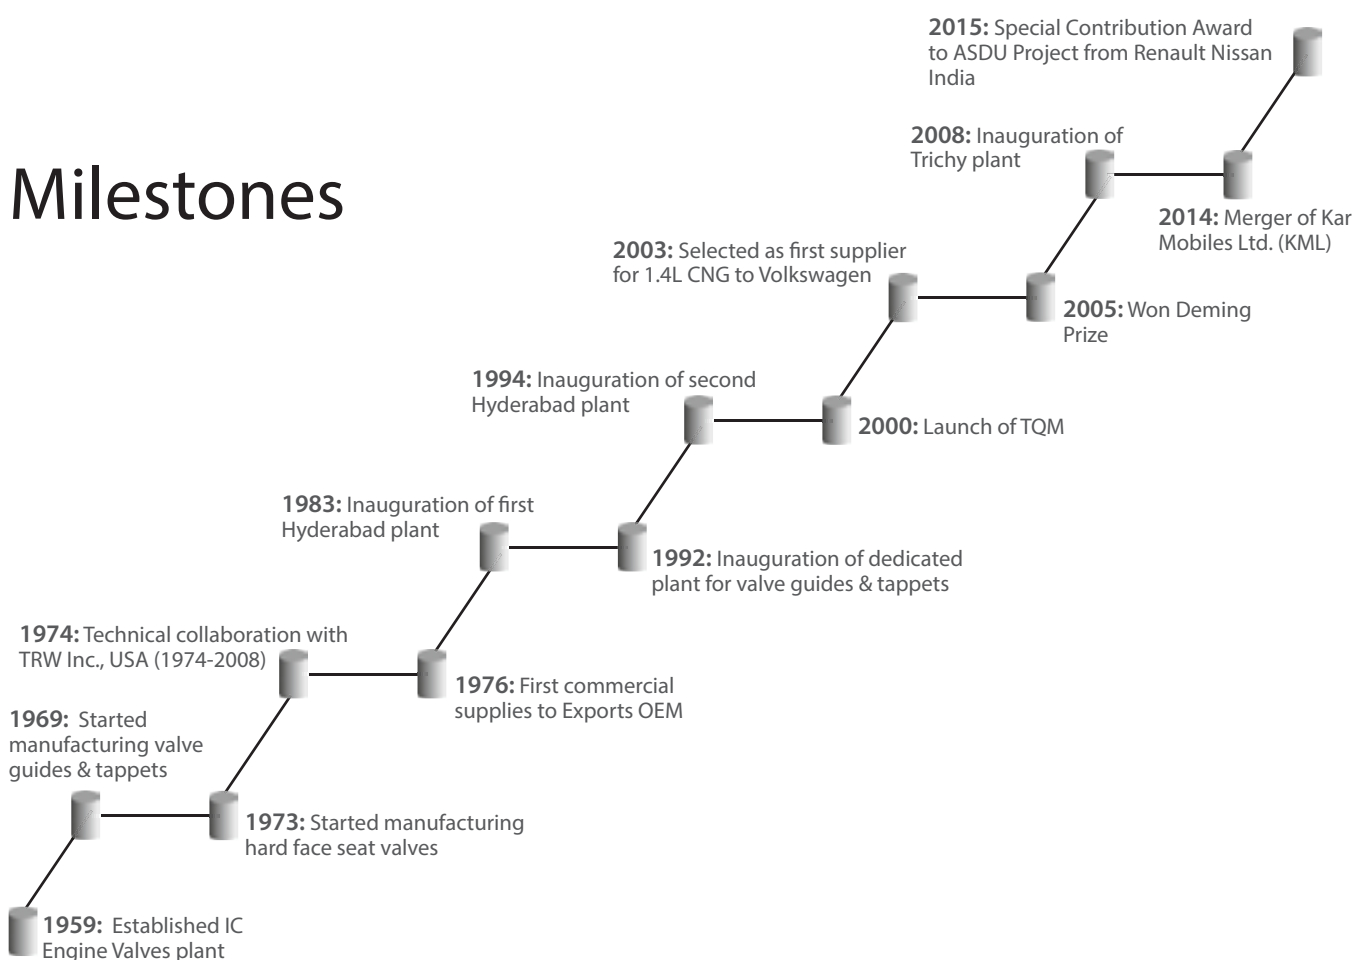 2015: Special Contribution Award
to ASDU Project from Renault Nissan
India
2008: Inauguration of
Trichy plant
Milestones
2014: Merger of Kar
Mobiles Ltd. (KML)
2003: Selected as first supplier
for 1.4L CNG to Volkswagen
2005: Won Deming
Prize
1994: Inauguration of second
Hyderabad plant
2000: Launch of TQM
1983: Inauguration of first
Hyderabad plant
1992: Inauguration of dedicated
plant for valve guides & tappets
1974: Technical collaboration with
TRW Inc., USA (1974-2008)
1976: First commercial
supplies to Exports OEM
1969: Started
manufacturing valve
guides & tappets
1973: Started manufacturing
hard face seat valves
1959: Established IC
Engine Valves plant